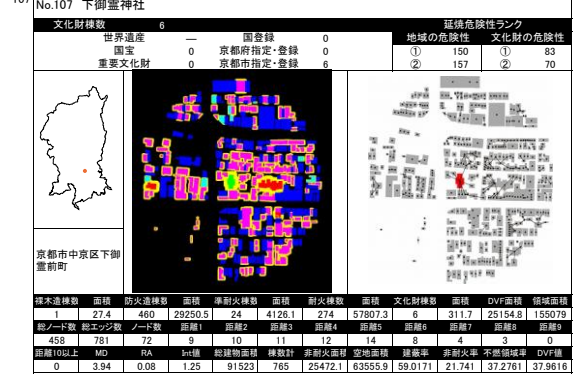 107
No.107 下御霊神社
文化財棟数 6 延焼危険性ランク
世界遺産 — 国登録 0 地域の危険性 文化財の危険性
国宝 0 京都府指定・登録 0 ① 150 ① 83
重要文化財 0 京都市指定・登録 6 ② 157 ② 70
京都市中京区下御
霊前町
裸木造棟数 面積 防火造棟数 面積 準耐火棟数 面積 耐火棟数 面積 文化財棟数 面積 DVF面積 領域面積
1 27.4 460 29250.5 24 4126.1 274 57807.3 6 311.7 25154.8 155079
総ノード数 総エッジ数 ノード数 距離1 距離2 距離3 距離4 距離5 距離6 距離7 距離8 距離9
458 781 72 9 10 11 12 14 8 4 3 0
距離10以上 MD RA Int値 総建物面積 棟数計 非耐火面積 空地面積 建蔽率 非耐火率 不燃領域率 DVF値
0 3.94 0.08 1.25 91523 765 25472.1 63555.9 59.0171 21.741 37.2761 37.9616